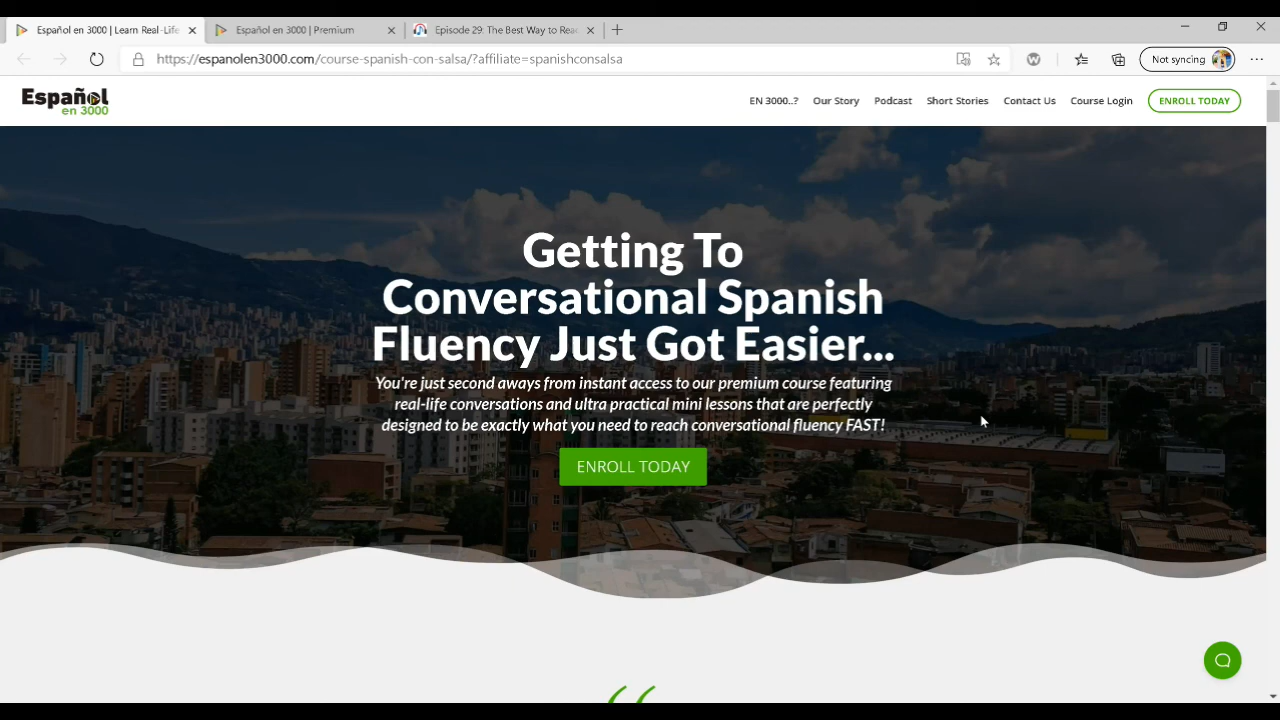 Español en 3000 | Learn Real-Life
Español en 3000 | Premium
Episode 29: The Best Way to Rea
https://espanolen3000.com/course-spanish-con-salsa/?affiliate=spanishconsalsa
Not syncing
Español
en 3000
EN 3000..?
Our Story
Podcast
Short Stories
Contact Us
Course Login
ENROLL TODAY
Getting To
Conversational Spanish
Fluency Just Got Easier...
You're just second aways from instant access to our premium course featuring
real-life conversations and ultra practical mini lessons that are perfectly
designed to be exactly what you need to reach conversational fluency FAST!
ENROLL TODAY
“